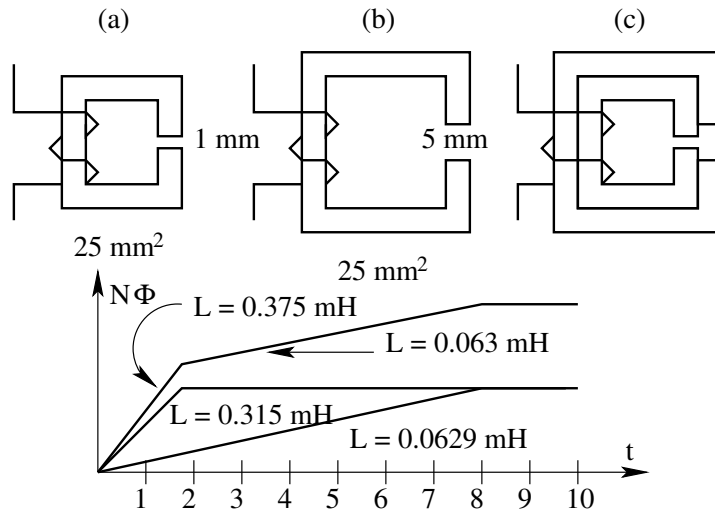 (a) (b) (c)
1 mm 5 mm
25 mm²
25 mm²
NΦ
L = 0.375 mH
L = 0.063 mH
L = 0.315 mH
L = 0.0629 mH
t
1 2 3 4 5 6 7 8 9 10